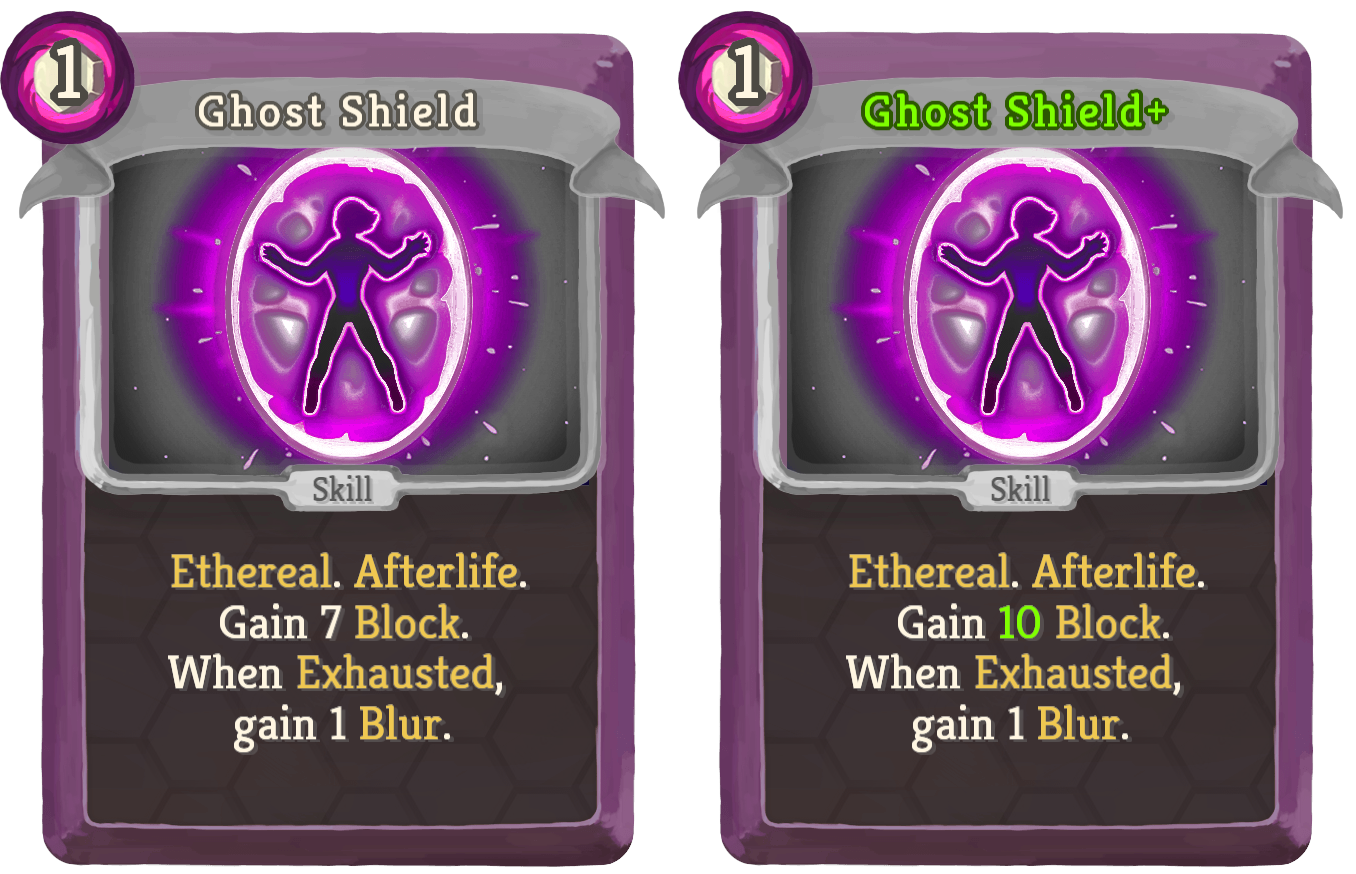 1
Ghost Shield
Skill
Ethereal. Afterlife.
Gain 7 Block.
When Exhausted,
gain 1 Blur.
1
Ghost Shield+
Skill
Ethereal. Afterlife.
Gain 10 Block.
When Exhausted,
gain 1 Blur.